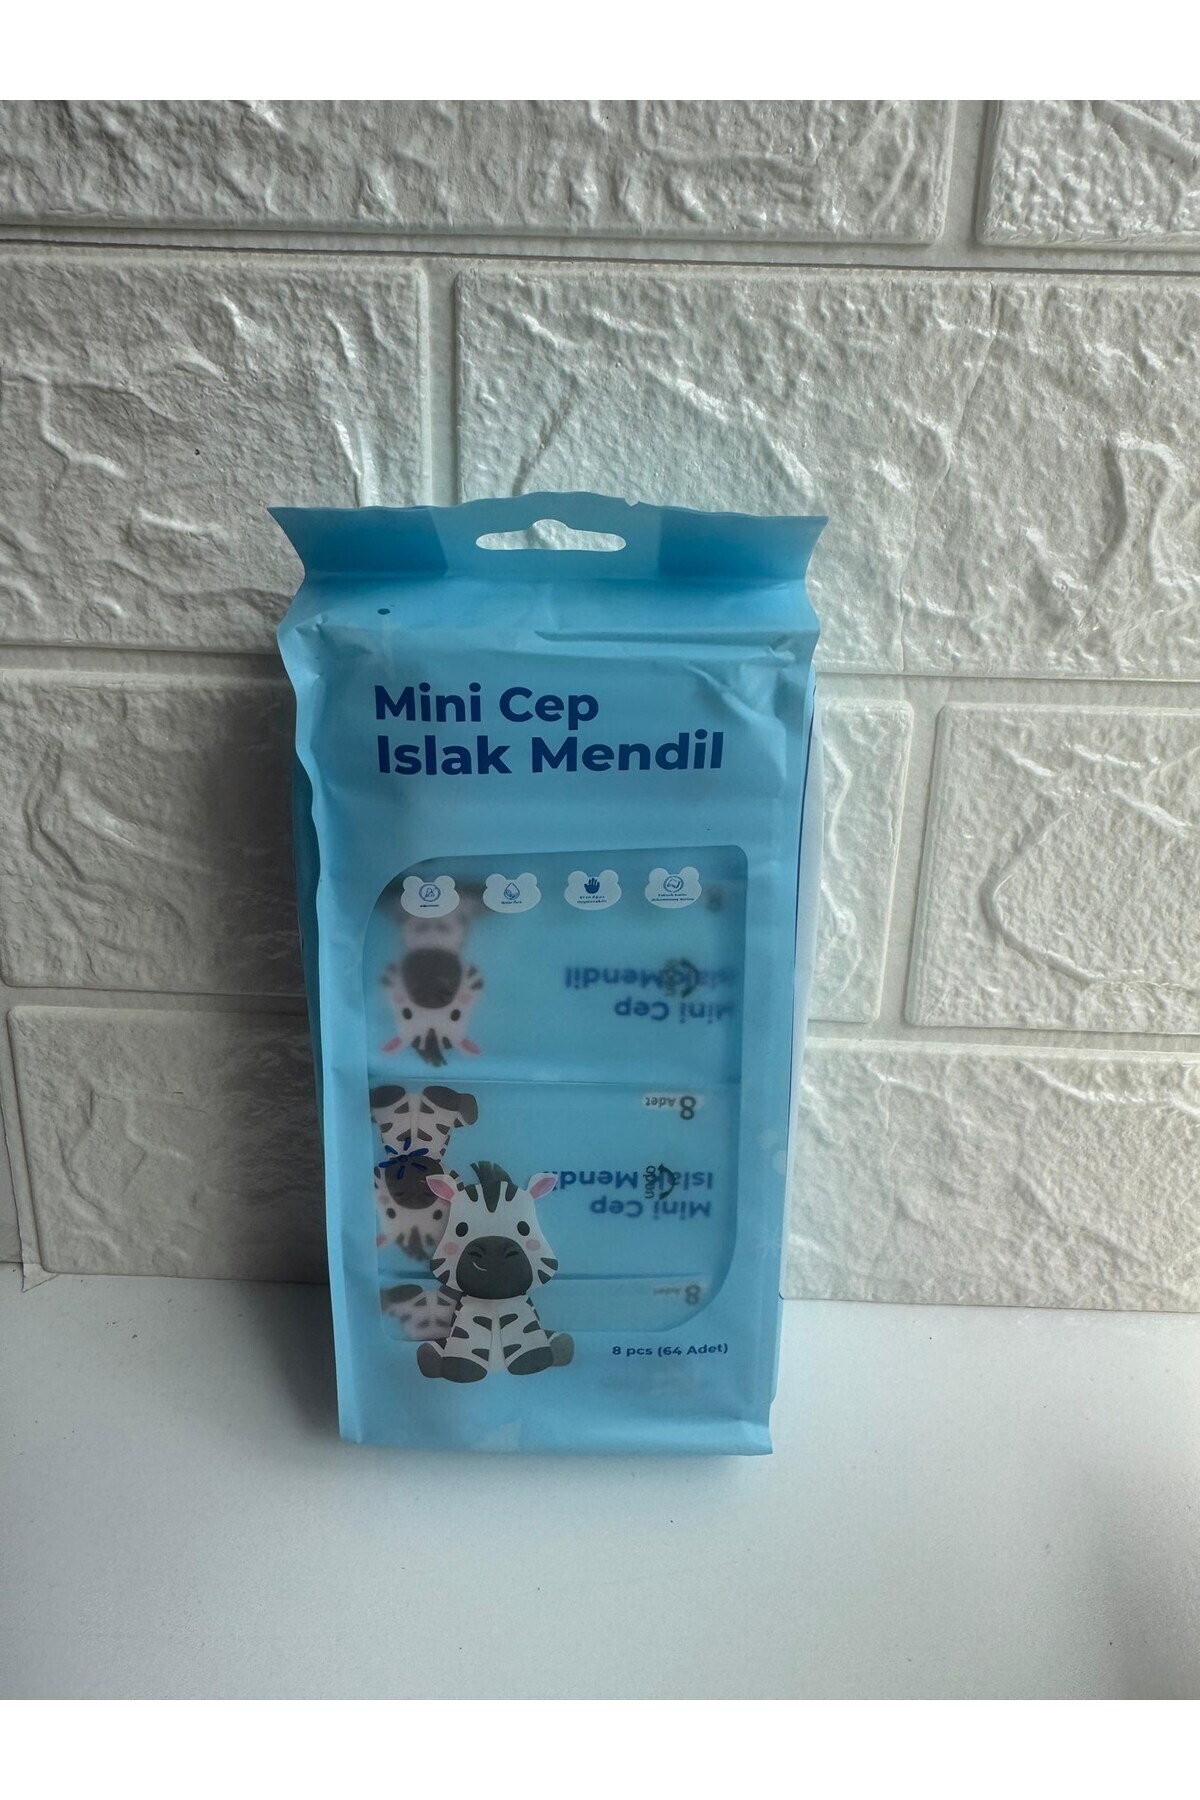 Mini Cep
Islak Mendil
Islak Mendil
Mini Cep
8 Adet
open
Islak Mendil
Mini Cep
8 Adet
8 pcs (64 Adet)